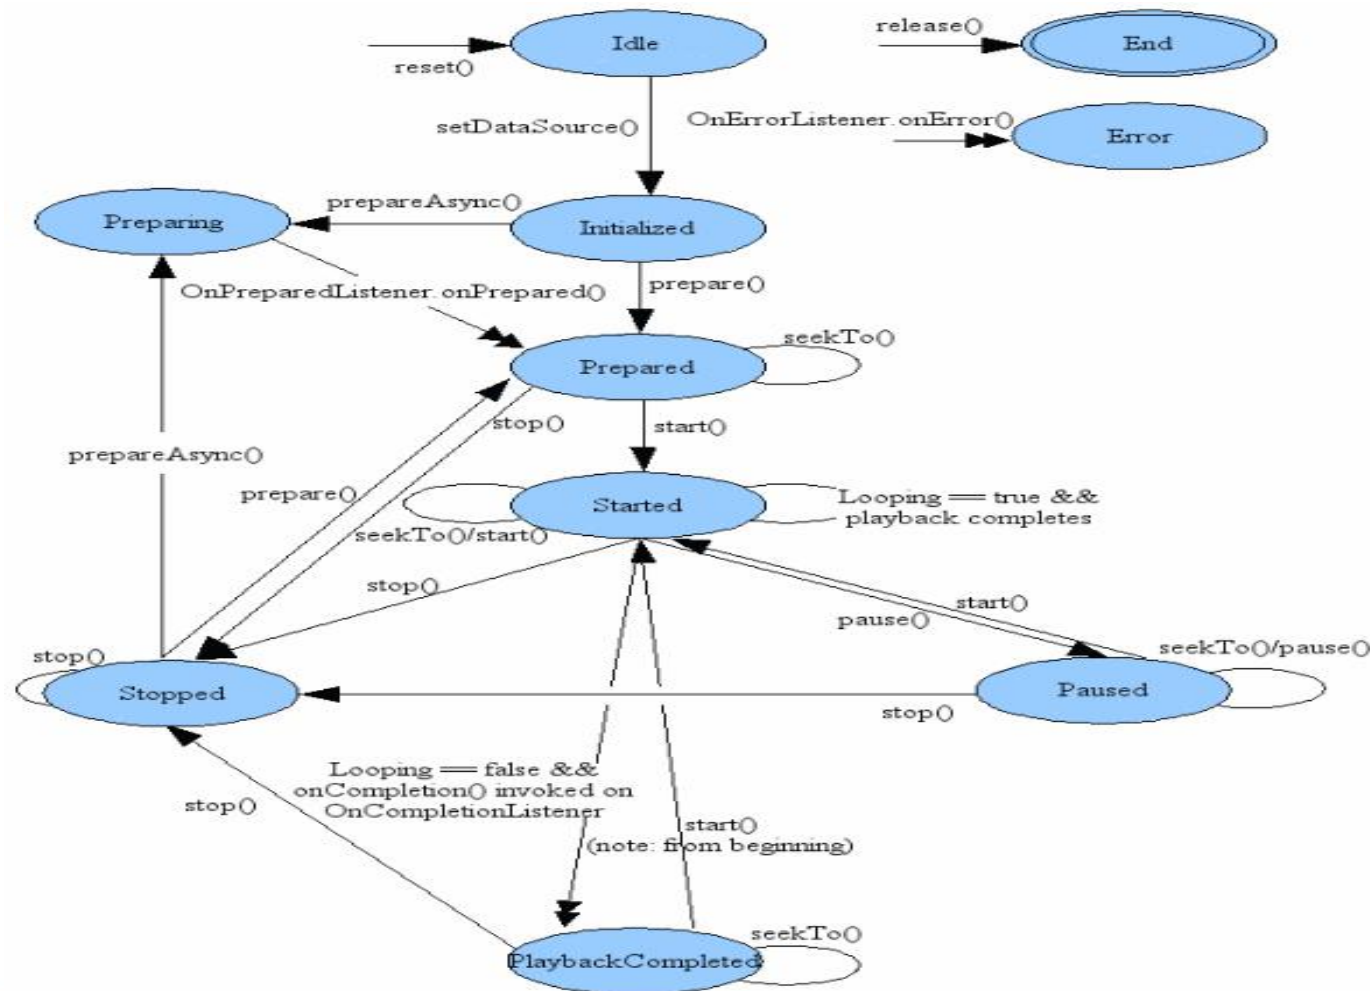 Idle
release()
End
reset()
setDataSource()
OnErrorListener.onError()
Error
prepareAsync()
Preparing
Initialized
OnPreparedListener.onPrepared()
prepare()
seekTo()
Prepared
stop()
start()
prepareAsync()
prepare()
Started
Looping == true &&
playback completes
seekTo()/start()
stop()
start()
pause()
stop()
seekTo()/pause()
Stopped
Paused
stop()
Looping == false &&
onCompletion() invoked on
OnCompletionListener
stop()
start()
(note: from beginning)
seekTo()
PlaybackCompleted